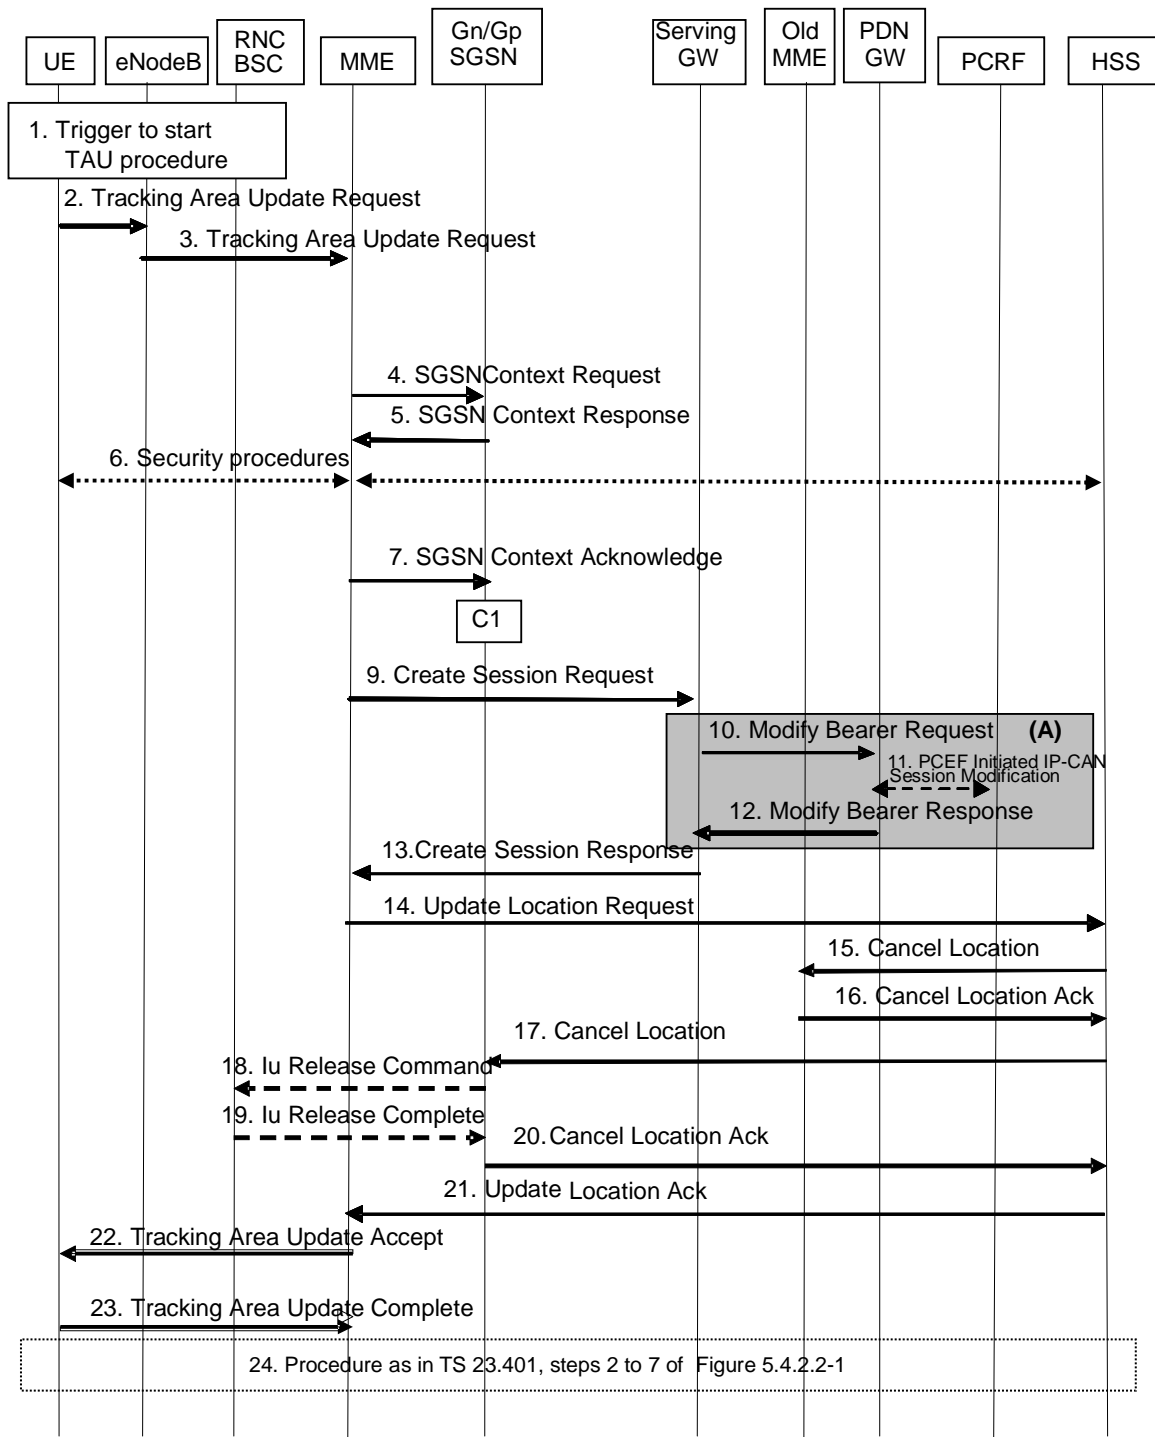 UE
eNodeB
RNC
BSC
MME
Gn/Gp
SGSN
Serving
GW
Old
MME
PDN
GW
PCRF
HSS
1. Trigger to start
TAU procedure
2. Tracking Area Update Request
3. Tracking Area Update Request
4. SGSNContext Request
5. SGSN Context Response
6. Security procedures
7. SGSN Context Acknowledge
C1
9. Create Session Request
10. Modify Bearer Request (A)
11. PCEF Initiated IP-CAN
Session Modification
12. Modify Bearer Response
13.Create Session Response
14. Update Location Request
15. Cancel Location
16. Cancel Location Ack
17. Cancel Location
18. Iu Release Command
19. Iu Release Complete
20.Cancel Location Ack
21. Update Location Ack
22. Tracking Area Update Accept
23. Tracking Area Update Complete
24. Procedure as in TS 23.401, steps 2 to 7 of Figure 5.4.2.2-1